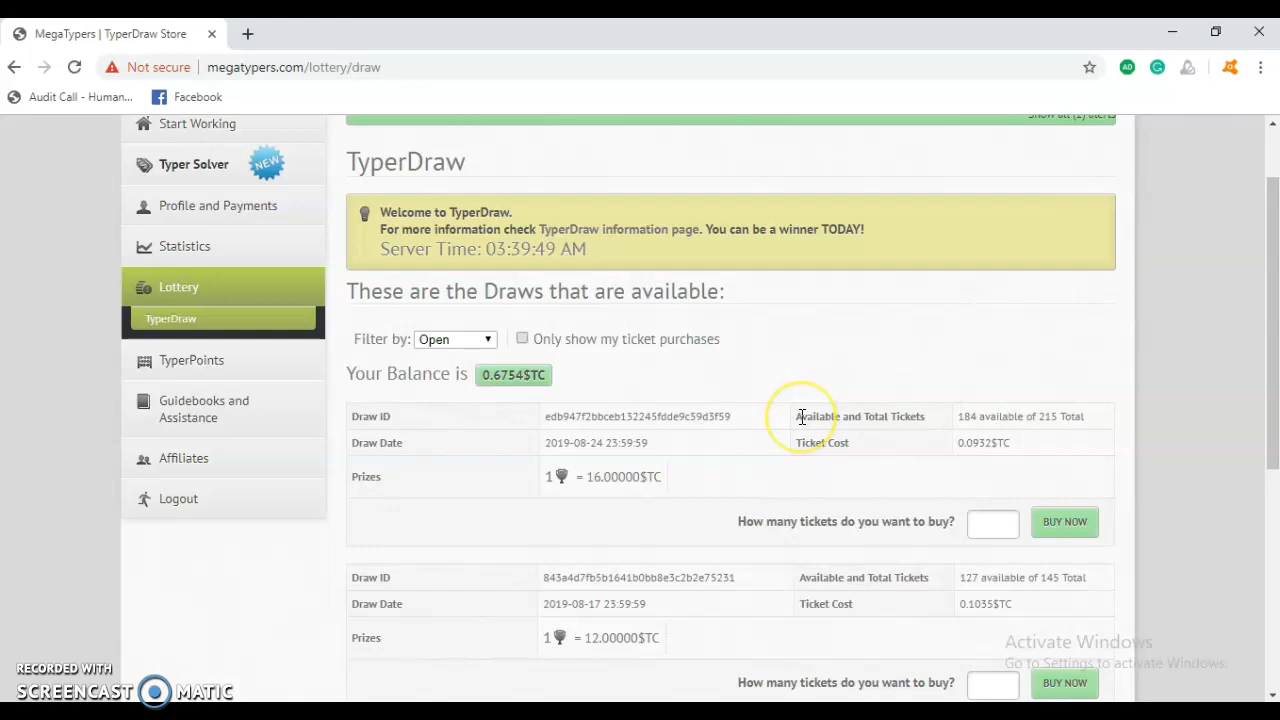 MegaTypers | TyperDraw Store
Not secure | megatypers.com/lottery/draw
Audit Call - Human... Facebook
Start Working
Typer Solver NEW
Profile and Payments
Statistics
Lottery
TyperDraw
TyperPoints
Guidebooks and
Assistance
Affiliates
Logout
Show all (1) alerts
TyperDraw
Welcome to TyperDraw.
For more information check TyperDraw information page. You can be a winner TODAY!
Server Time: 03:39:49 AM
These are the Draws that are available:
Filter by: Open Only show my ticket purchases
Your Balance is 0.6754$TC
Draw ID edb947f2bbceb132245fdde9c59d3f59 Available and Total Tickets 184 available of 215 Total
Draw Date 2019-08-24 23:59:59 Ticket Cost 0.0932$TC
Prizes 1 = 16.00000$TC
How many tickets do you want to buy? BUY NOW
Draw ID 843a4d7fb5b1641b0bb8e3c2b2e75231 Available and Total Tickets 127 available of 145 Total
Draw Date 2019-08-17 23:59:59 Ticket Cost 0.1035$TC
Prizes 1 = 12.00000$TC
How many tickets do you want to buy? BUY NOW
Activate Windows
Go to Settings to activate Windows.
RECORDED WITH
SCREENCAST MATIC